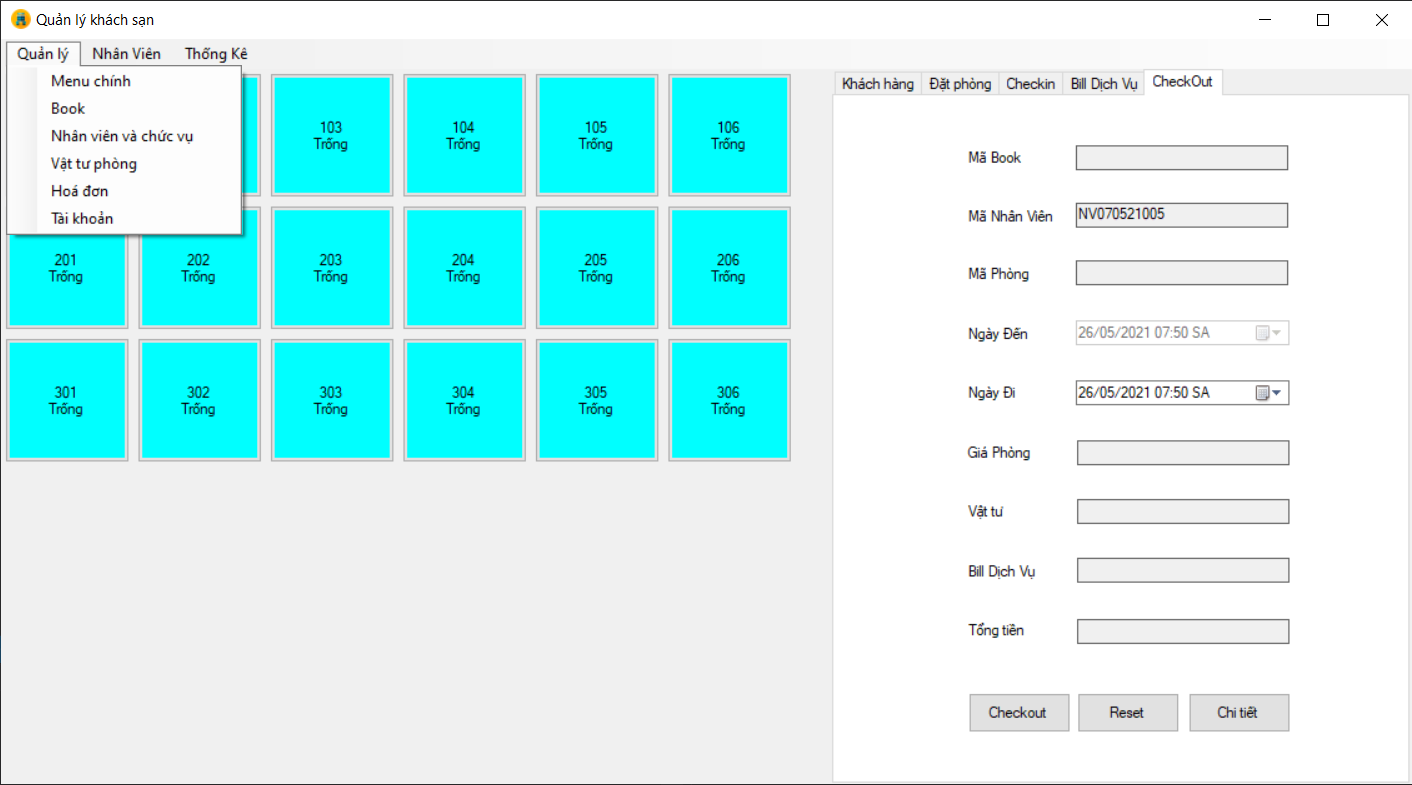 Quản lý khách sạn
Quản lý Nhân Viên Thống Kê
Menu chính
Book
Nhân viên và chức vụ
Vật tư phòng
Hoá đơn
Tài khoản
103
Trống
104
Trống
105
Trống
106
Trống
201
Trống
202
Trống
203
Trống
204
Trống
205
Trống
206
Trống
301
Trống
302
Trống
303
Trống
304
Trống
305
Trống
306
Trống
Khách hàng Đặt phòng Checkin Bill Dịch Vụ CheckOut
Mã Book
Mã Nhân Viên NV070521005
Mã Phòng
Ngày Đến 26/05/2021 07:50 SA
Ngày Đi 26/05/2021 07:50 SA
Giá Phòng
Vật tư
Bill Dịch Vụ
Tổng tiền
Checkout Reset Chi tiết